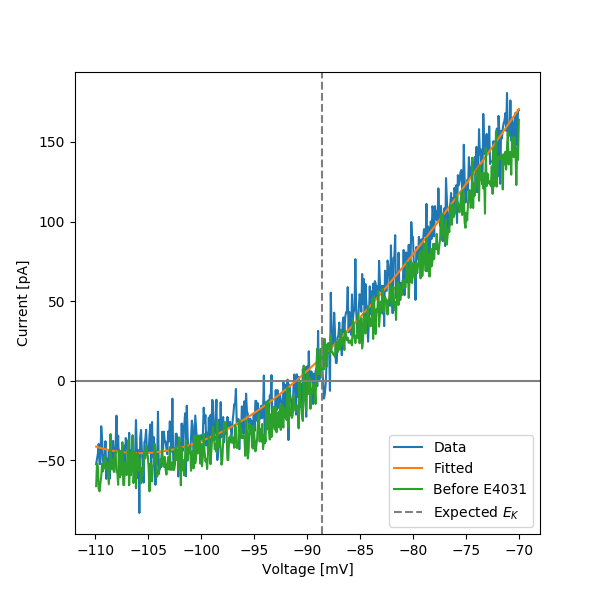 150
100
50
0
−50
Current [pA]
−110 −105 −100 −95 −90 −85 −80 −75 −70
Voltage [mV]
Data
Fitted
Before E4031
Expected E_K